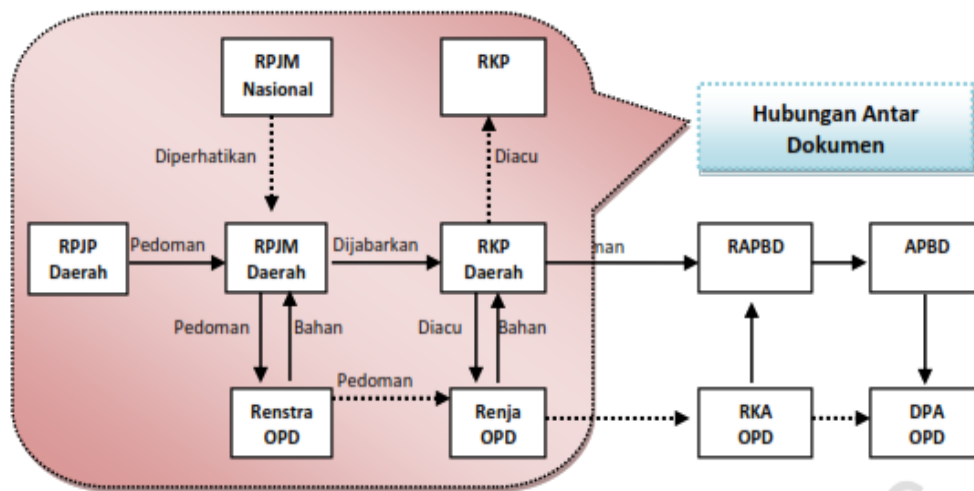 RPJM
Nasional
RKP
Hubungan Antar
Dokumen
Diperhatikan
Diacu
RPJP
Daerah
Pedoman
RPJM
Daerah
Dijabarkan
RKP
Daerah
man
RAPBD
APBD
Pedoman
Bahan
Diacu
Bahan
Pedoman
Renstra
OPD
Renja
OPD
RKA
OPD
DPA
OPD